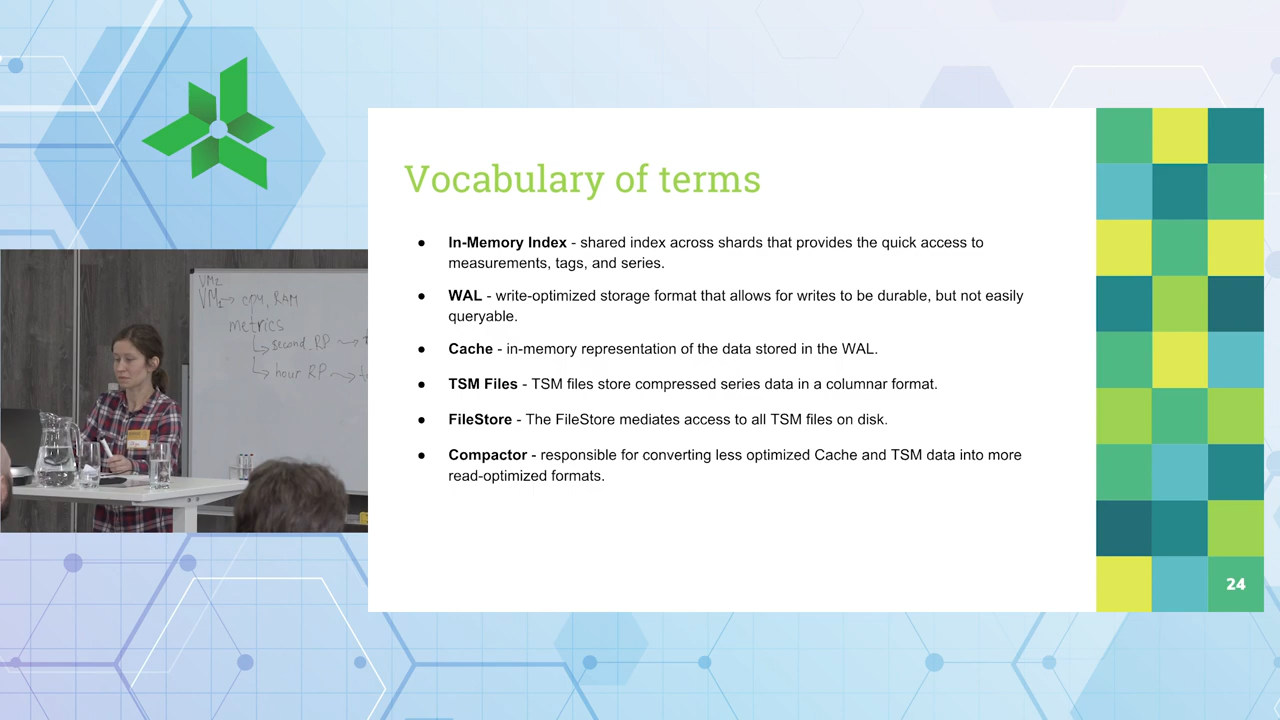 Vocabulary of terms
● In-Memory Index - shared index across shards that provides the quick access to
measurements, tags, and series.
● WAL - write-optimized storage format that allows for writes to be durable, but not easily
queryable.
● Cache - in-memory representation of the data stored in the WAL.
● TSM Files - TSM files store compressed series data in a columnar format.
● FileStore - The FileStore mediates access to all TSM files on disk.
● Compactor - responsible for converting less optimized Cache and TSM data into more
read-optimized formats.
24
VM2
VM1 → CPU, RAM
metrics
↳ second_RP →
↳ hour RP →